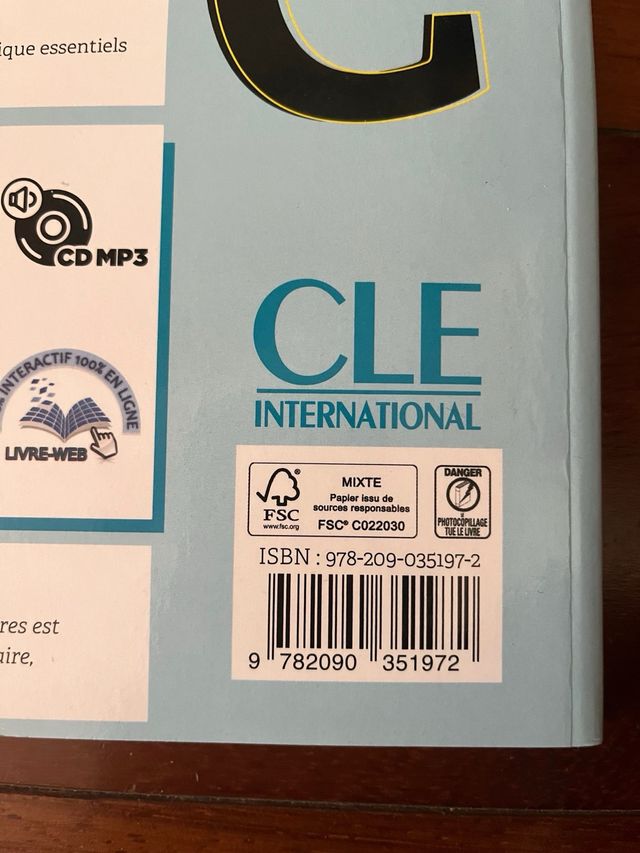 ique essentiels
C
CD MP3
INTERACTIF 100% EN LIGNE
LIVRE-WEB
CLE
INTERNATIONAL
FSC
www.fsc.org
MIXTE
Papier issu de
sources responsables
FSC® C022030
DANGER
LE
PHOTOCOPILLAGE
TUE LE LIVRE
ISBN : 978-209-035197-2
9 782090 351972
res est
aire,